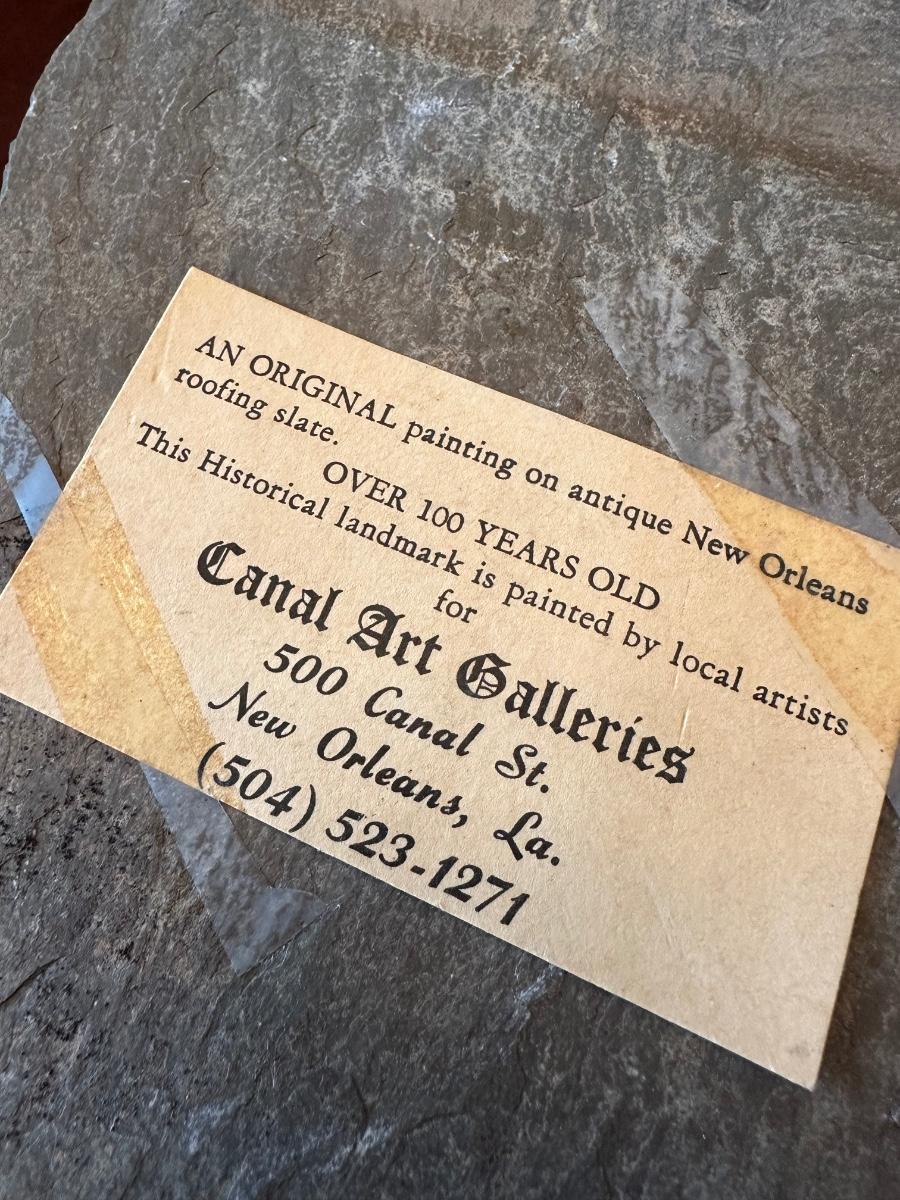 AN ORIGINAL painting on antique New Orleans
roofing slate.
OVER 100 YEARS OLD
This Historical landmark is painted by local artists
for
Canal Art Galleries
500 Canal St.
New Orleans, La.
(504) 523-1271